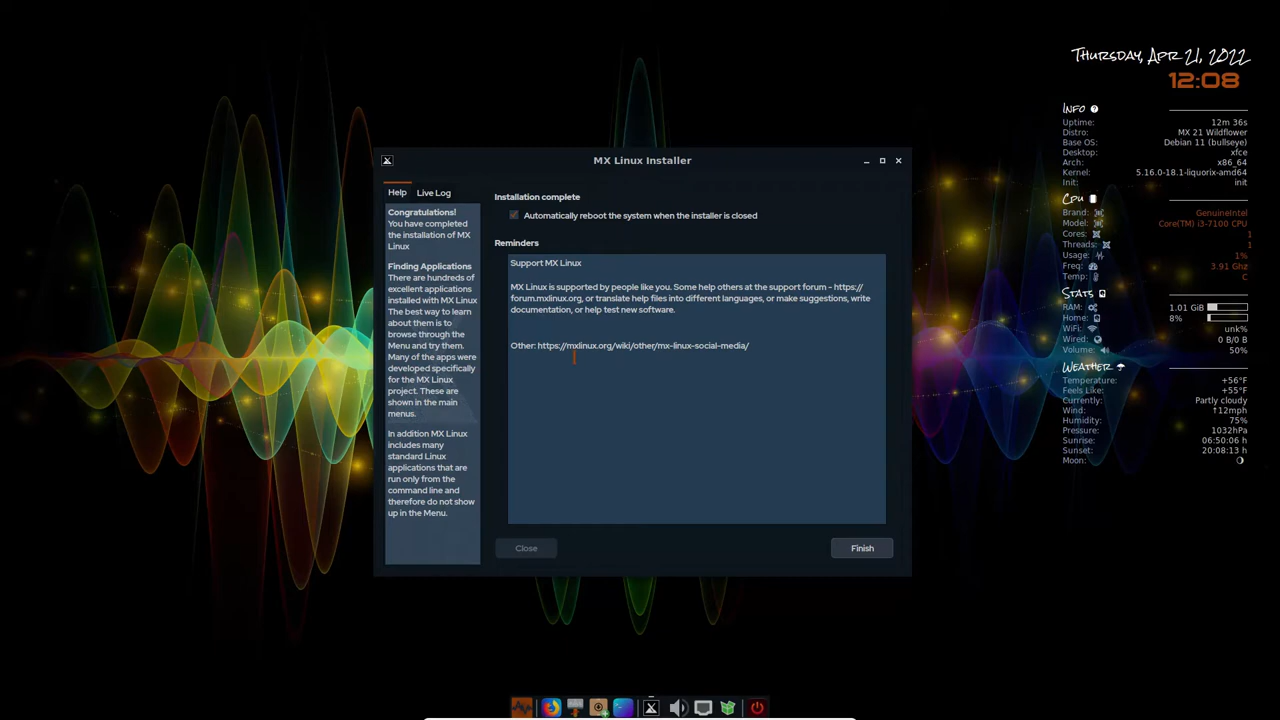 Thursday, Apr 21, 2022
12:08
Info
Uptime: 12m 36s
Distro: MX 21 Wildflower
Base OS: Debian 11 (bullseye)
Desktop: xfce
Arch: x86_64
Kernel: 5.16.0-18.1-liquorix-amd64
Init: init
Cpu
Brand: GenuineIntel
Model: Core(TM) i3-7100 CPU
Cores: 1
Threads: 1
Usage: 1%
Freq: 3.91 Ghz
Temp: C
Stats
RAM: 1.01 GiB
Home: 8%
WiFi: unk%
Wired: 0 B/0 B
Volume: 50%
Weather
Temperature: +56°F
Feels Like: +55°F
Currently: Partly cloudy
Wind: ↑12mph
Humidity: 75%
Pressure: 1032hPa
Sunrise: 06:50:06 h
Sunset: 20:08:13 h
Moon:
MX Linux Installer
Help
Live Log
Congratulations!
You have completed
the installation of MX
Linux
Finding Applications
There are hundreds of
excellent applications
installed with MX Linux
The best way to learn
about them is to
browse through the
Menu and try them.
Many of the apps were
developed specifically
for the MX Linux
project. These are
shown in the main
menus.
In addition MX Linux
includes many
standard Linux
applications that are
run only from the
command line and
therefore do not show
up in the Menu.
Installation complete
Automatically reboot the system when the installer is closed
Reminders
Support MX Linux
MX Linux is supported by people like you. Some help others at the support forum - https://
forum.mxlinux.org, or translate help files into different languages, or make suggestions, write
documentation, or help test new software.
Other: https://mxlinux.org/wiki/other/mx-linux-social-media/
Close
Finish